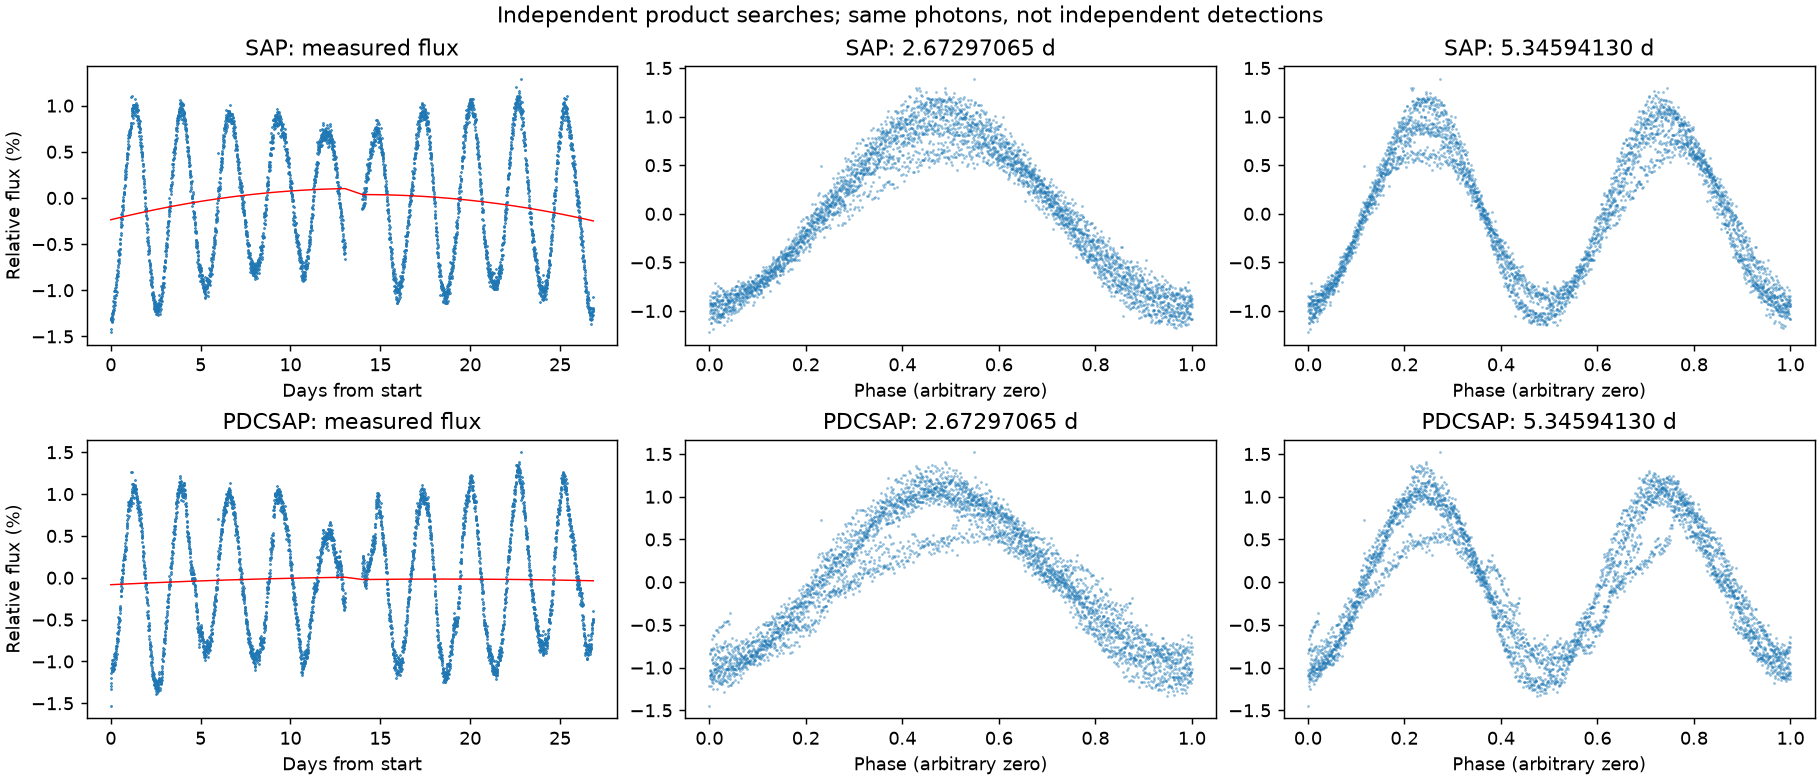 Independent product searches; same photons, not independent detections
SAP: measured flux
SAP: 2.67297065 d
SAP: 5.34594130 d
Relative flux (%)
1.0
0.5
0.0
−0.5
−1.0
−1.5
0 5 10 15 20 25
Days from start
1.5
1.0
0.5
0.0
−0.5
−1.0
0.0 0.2 0.4 0.6 0.8 1.0
Phase (arbitrary zero)
1.5
1.0
0.5
0.0
−0.5
−1.0
0.0 0.2 0.4 0.6 0.8 1.0
Phase (arbitrary zero)
PDCSAP: measured flux
PDCSAP: 2.67297065 d
PDCSAP: 5.34594130 d
Relative flux (%)
1.5
1.0
0.5
0.0
−0.5
−1.0
−1.5
0 5 10 15 20 25
Days from start
1.5
1.0
0.5
0.0
−0.5
−1.0
−1.5
0.0 0.2 0.4 0.6 0.8 1.0
Phase (arbitrary zero)
1.5
1.0
0.5
0.0
−0.5
−1.0
−1.5
0.0 0.2 0.4 0.6 0.8 1.0
Phase (arbitrary zero)